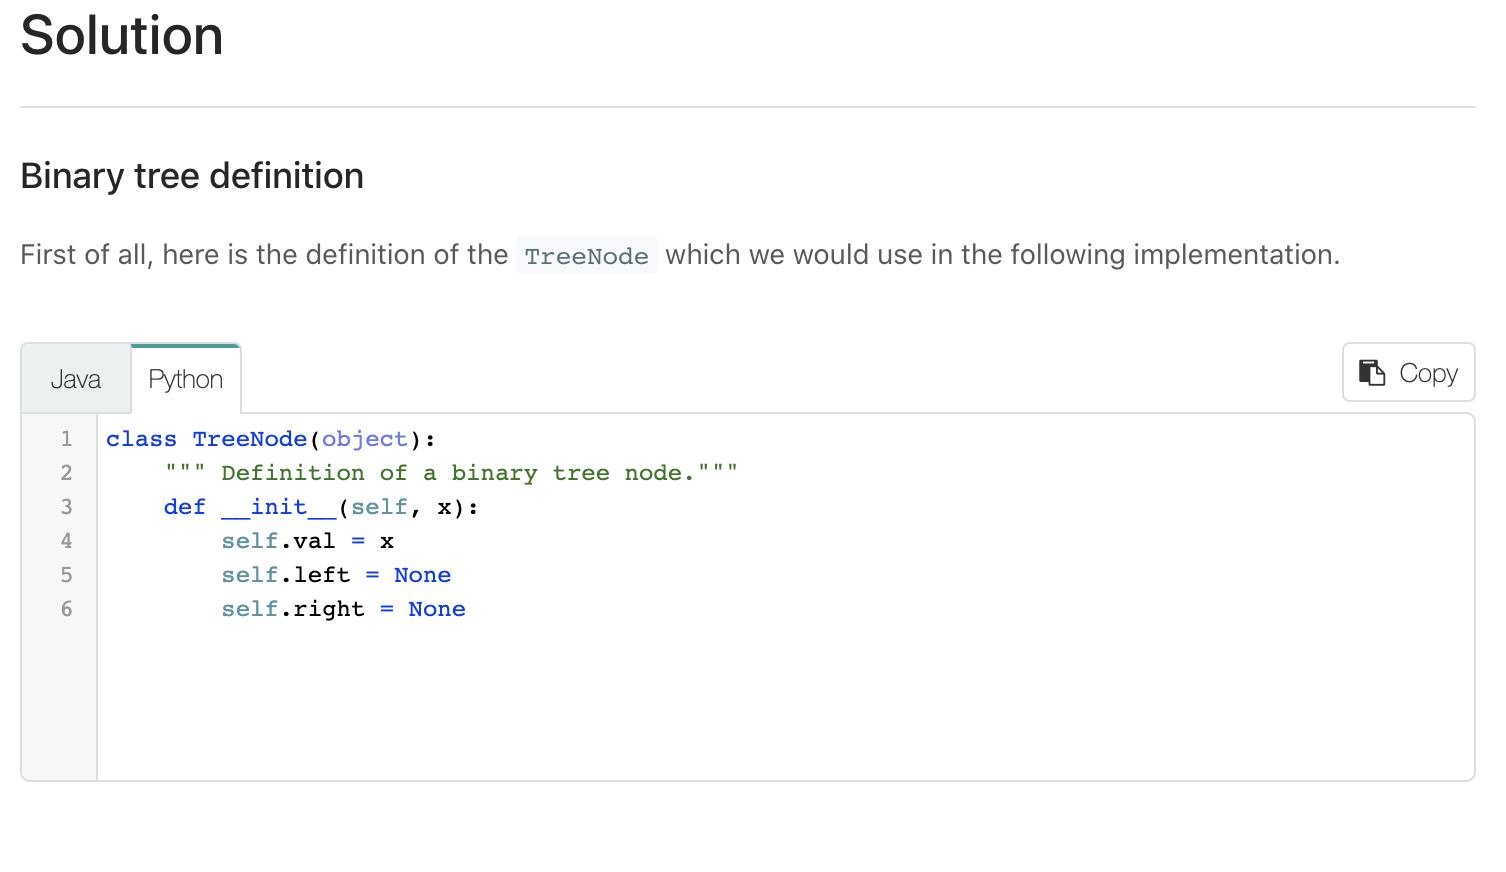 Solution
Binary tree definition
First of all, here is the definition of the TreeNode which we would use in the following implementation.
Java Python Copy
1 class TreeNode(object):
2     """ Definition of a binary tree node."""
3     def __init__(self, x):
4         self.val = x
5         self.left = None
6         self.right = None